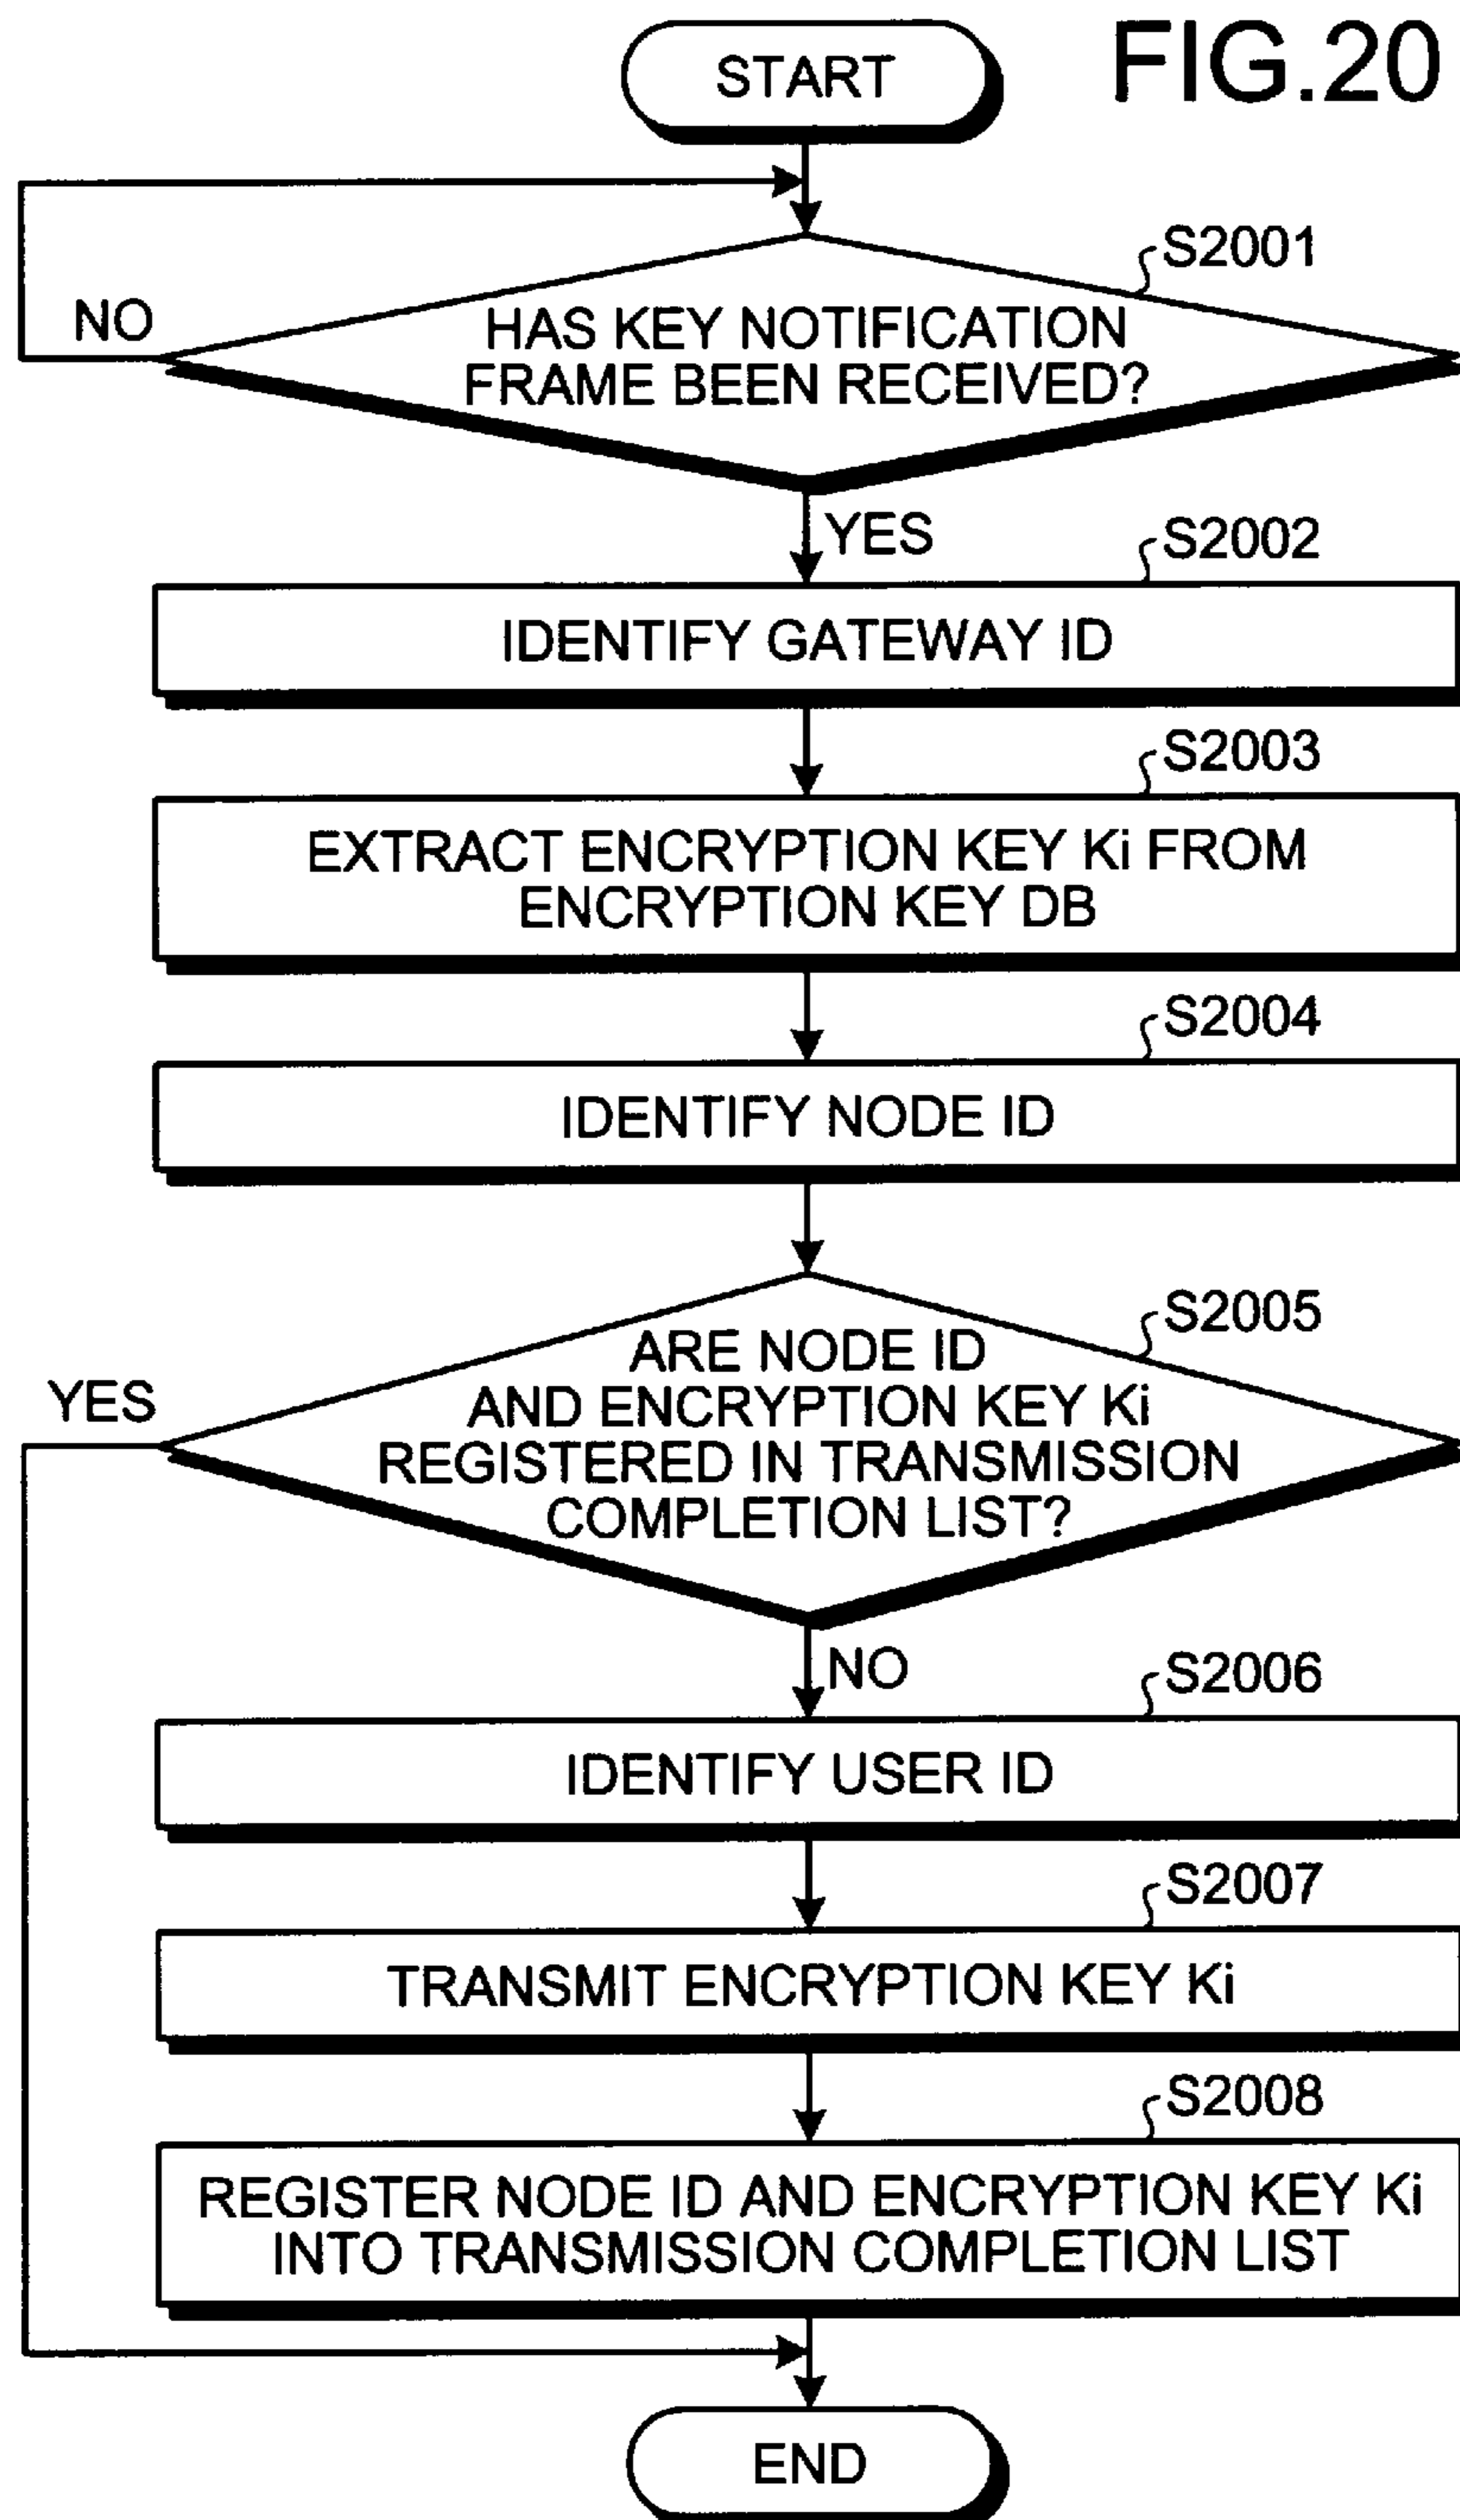 FIG.20
START
S2001
NO
HAS KEY NOTIFICATION
FRAME BEEN RECEIVED?
YES
S2002
IDENTIFY GATEWAY ID
S2003
EXTRACT ENCRYPTION KEY Ki FROM
ENCRYPTION KEY DB
S2004
IDENTIFY NODE ID
S2005
YES
ARE NODE ID
AND ENCRYPTION KEY Ki
REGISTERED IN TRANSMISSION
COMPLETION LIST?
NO
S2006
IDENTIFY USER ID
S2007
TRANSMIT ENCRYPTION KEY Ki
S2008
REGISTER NODE ID AND ENCRYPTION KEY Ki
INTO TRANSMISSION COMPLETION LIST
END